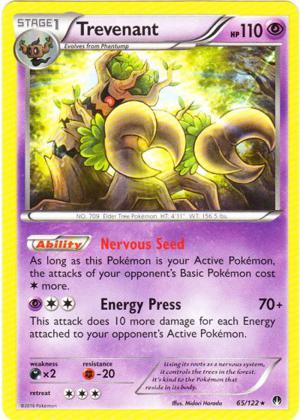 STAGE1
Trevenant
HP110
Evolves from Phantump
NO. 709 Elder Tree Pokémon HT: 4'11" WT: 156.5 lbs.
Ability Nervous Seed
As long as this Pokémon is your Active Pokémon,
the attacks of your opponent's Basic Pokémon cost
more.
Energy Press 70+
This attack does 10 more damage for each Energy
attached to your opponent's Active Pokémon.
weakness resistance
×2 -20
retreat
Using its roots as a nervous system,
it controls the trees in the forest.
It's kind to the Pokémon that
reside in its body.
©2016 Pokémon
Illus. Midori Harada
65/122